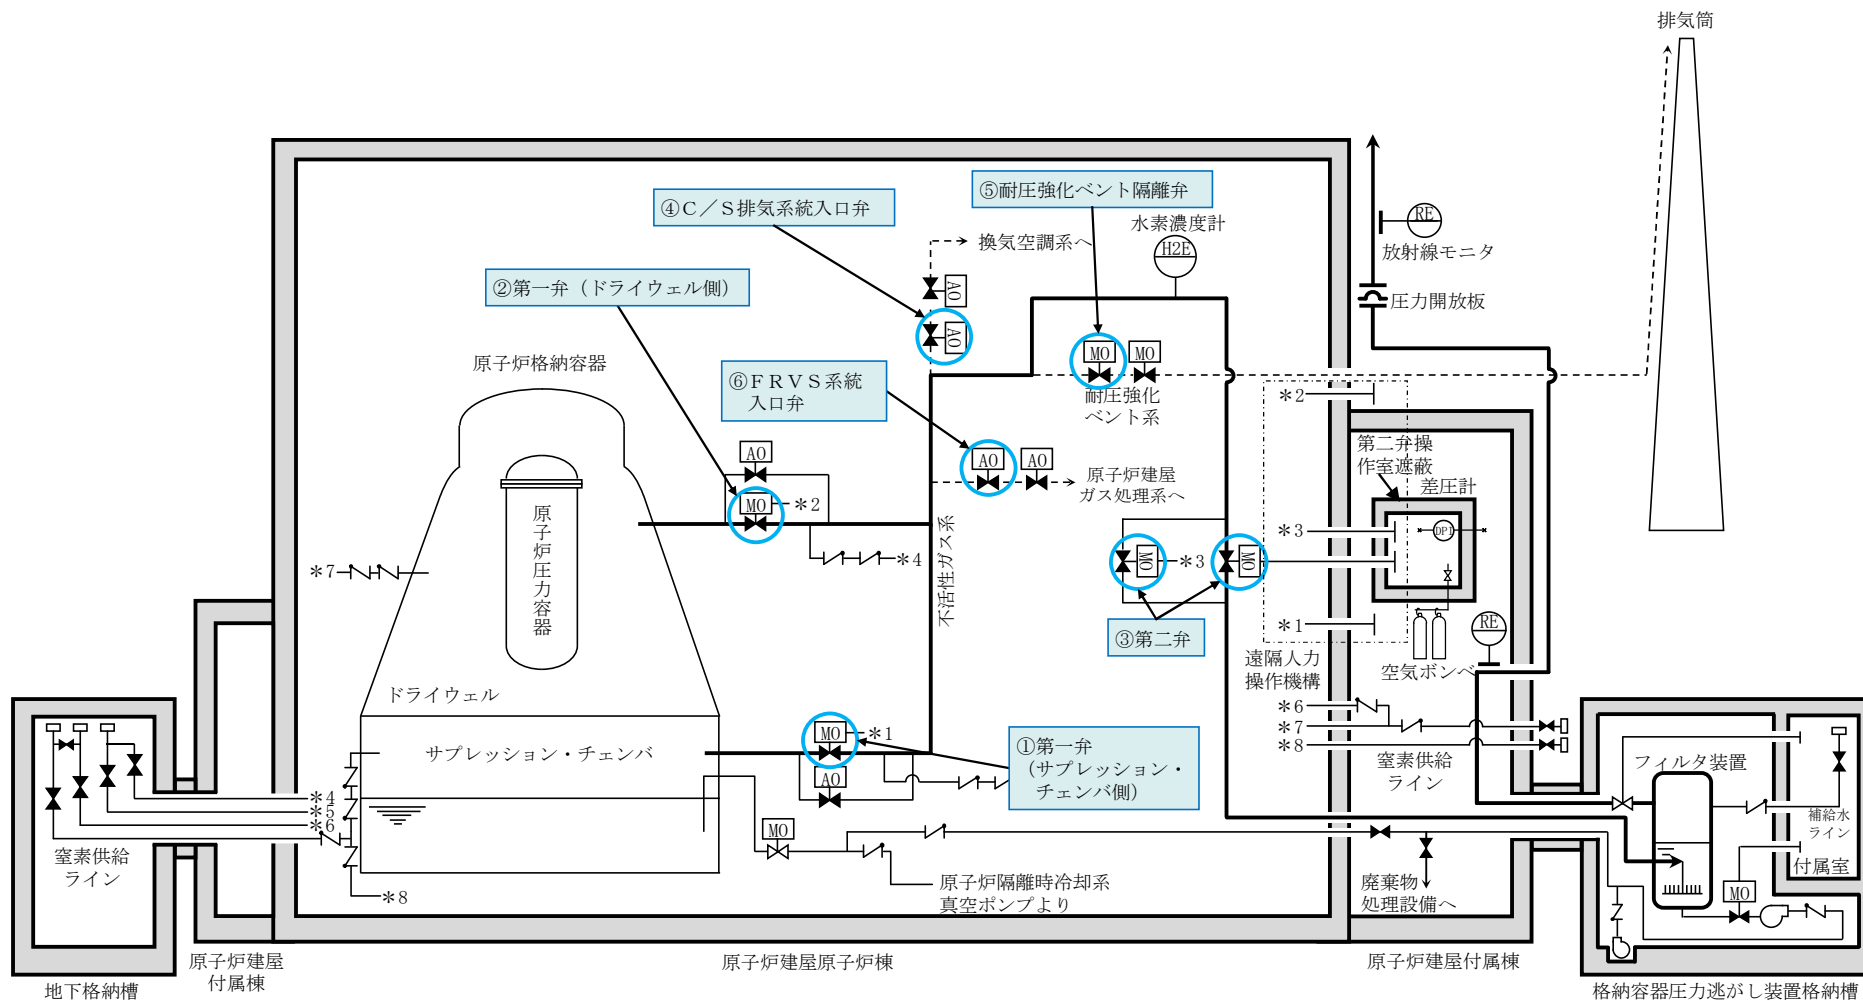 排気筒
⑤耐圧強化ベント隔離弁
④C／S排気系統入口弁
水素濃度計
H2E
RE
放射線モニタ
換気空調系へ
②第一弁（ドライウェル側）
AO
AO
圧力開放板
原子炉格納容器
⑥FRVS系統
入口弁
MO
MO
耐圧強化
ベント系
＊2
第二弁操
作室遮蔽
差圧計
AO
MO
＊2
AO
AO
原子炉建屋
ガス処理系へ
原子炉圧力容器
不活性ガス系
＊4
＊7
MO
＊3
MO
＊3
DPI
③第二弁
＊1
RE
遠隔人力
操作機構
空気ボンベ
ドライウェル
サプレッション・チェンバ
MO
＊1
AO
①第一弁
（サプレッション・
チェンバ側）
＊6
＊7
＊8
窒素供給
ライン
フィルタ装置
＊4
＊5
＊6
窒素供給
ライン
MO
補給水
ライン
付属室
＊8
原子炉隔離時冷却系
真空ポンプより
廃棄物
処理設備へ
MO
原子炉建屋
付属棟
原子炉建屋原子炉棟
原子炉建屋付属棟
地下格納槽
格納容器圧力逃がし装置格納槽